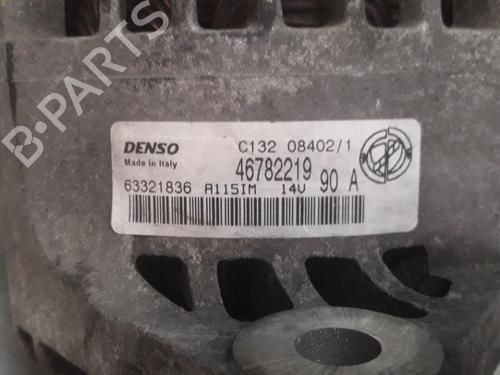 B-PARTS
DENSO C132 08402/1
Made in Italy 46782219
63321836 A115IM 14V 90 A